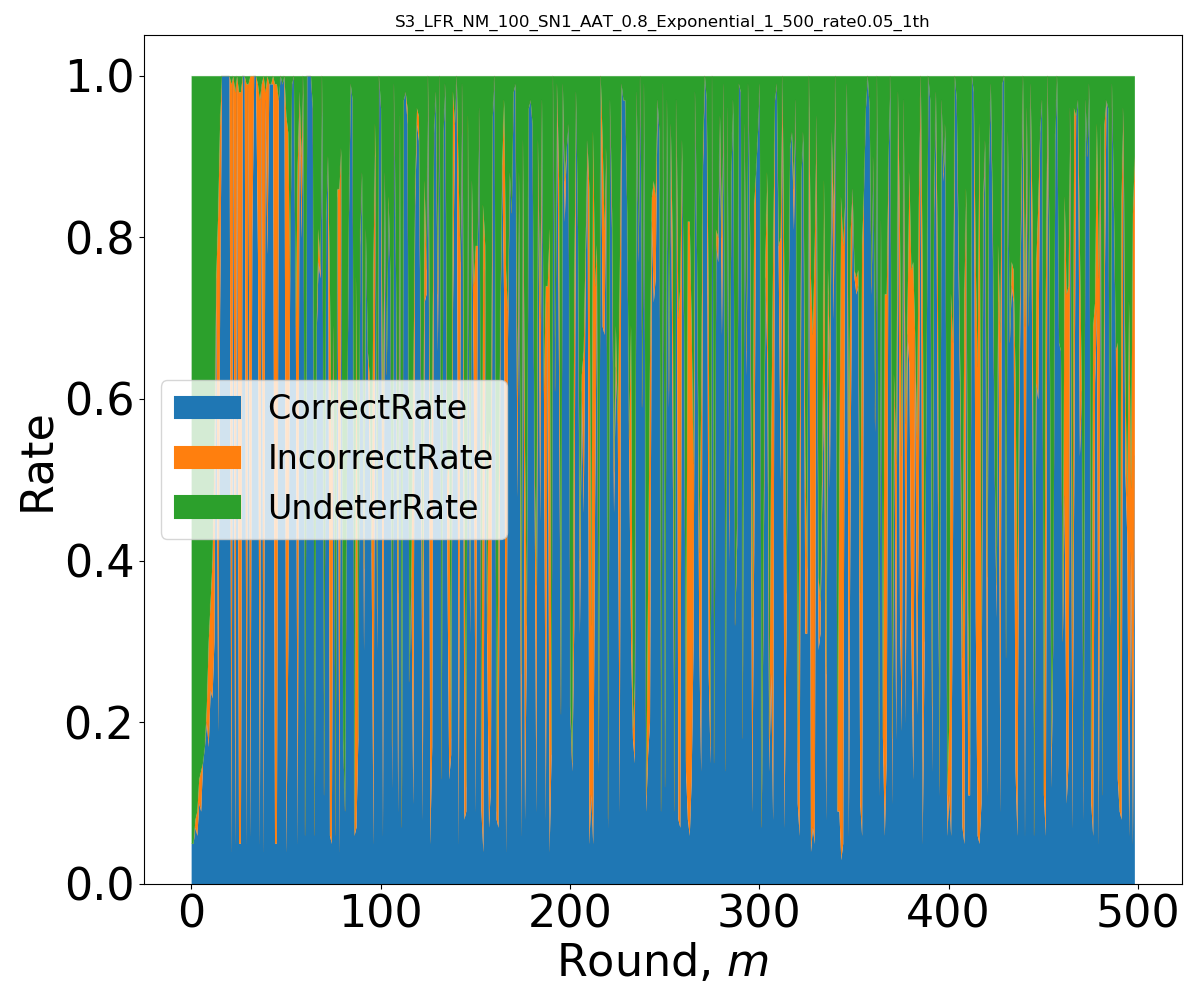 S3_LFR_NM_100_SN1_AAT_0.8_Exponential_1_500_rate0.05_1th
1.0
0.8
0.6
0.4
0.2
0.0
Rate
CorrectRate
IncorrectRate
UndeterRate
0 100 200 300 400 500
Round, m